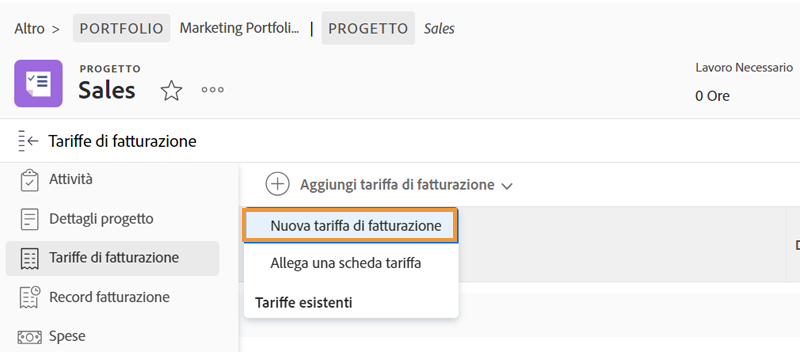 Altro > PORTFOLIO Marketing Portfoli... | PROGETTO Sales
PROGETTO
Sales
Lavoro Necessario
0 Ore
Tariffe di fatturazione
Attività
Dettagli progetto
Tariffe di fatturazione
Record fatturazione
Spese
Aggiungi tariffa di fatturazione
Nuova tariffa di fatturazione
Allega una scheda tariffa
Tariffe esistenti